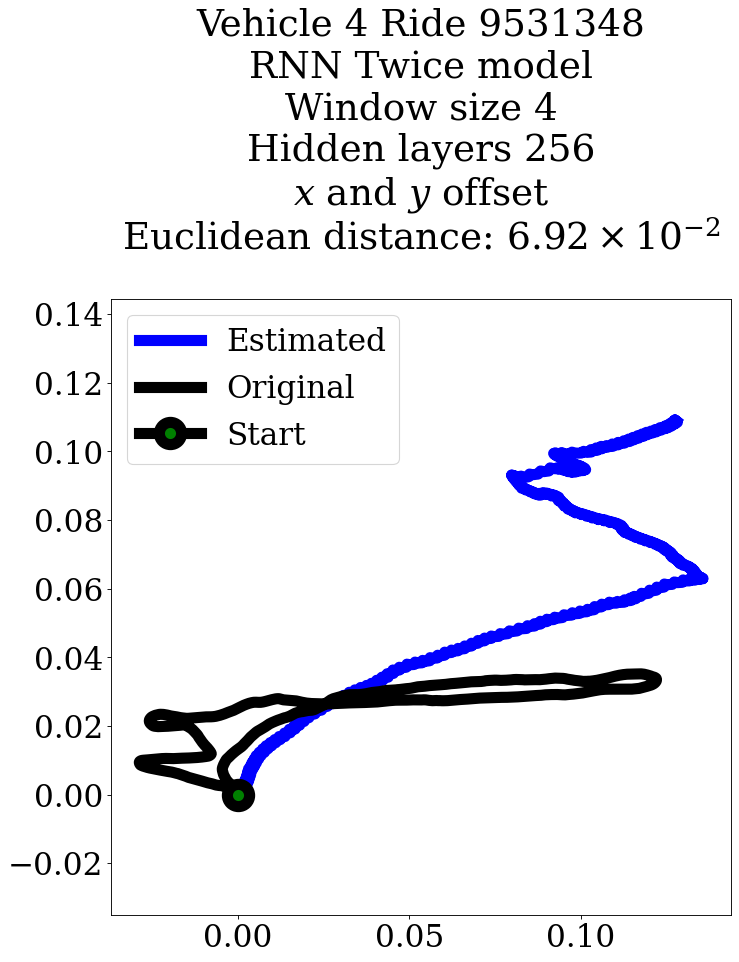 Vehicle 4 Ride 9531348
RNN Twice model
Window size 4
Hidden layers 256
x and y offset
Euclidean distance: 6.92 × 10⁻²
Estimated
Original
Start
0.14
0.12
0.10
0.08
0.06
0.04
0.02
0.00
−0.02
0.00 0.05 0.10